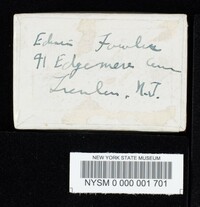 Edwin Fowler
91 Edgemere Ave
Trenton, N.J.
NEW YORK STATE MUSEUM
NYSM 0 000 001 701